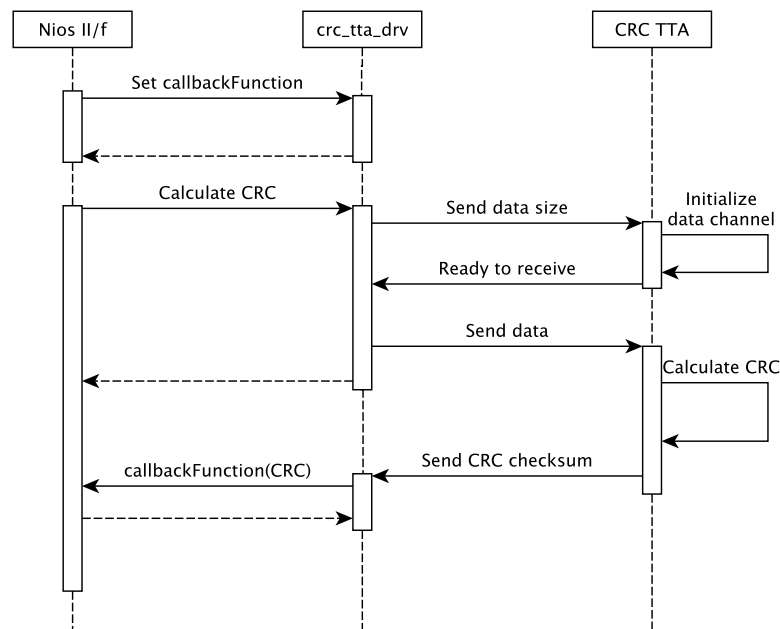 Nios II/f
crc_tta_drv
CRC TTA
Set callbackFunction
Calculate CRC
Send data size
Initialize
data channel
Ready to receive
Send data
Calculate CRC
Send CRC checksum
callbackFunction(CRC)